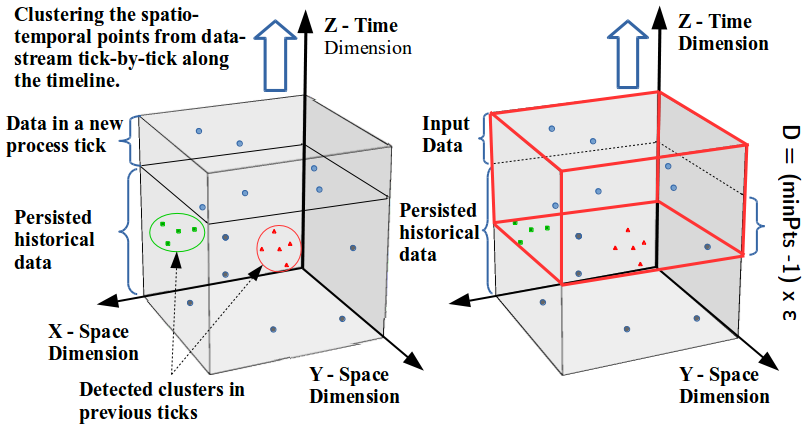 Clustering the spatio-
temporal points from data-
stream tick-by-tick along
the timeline.
Z - Time
Dimension
Data in a new
process tick
Persisted
historical
data
X - Space
Dimension
Y - Space
Dimension
Detected clusters in
previous ticks
Z - Time
Dimension
Input
Data
Persisted
historical
data
Y - Space
Dimension
D = (minPts -1) x ε